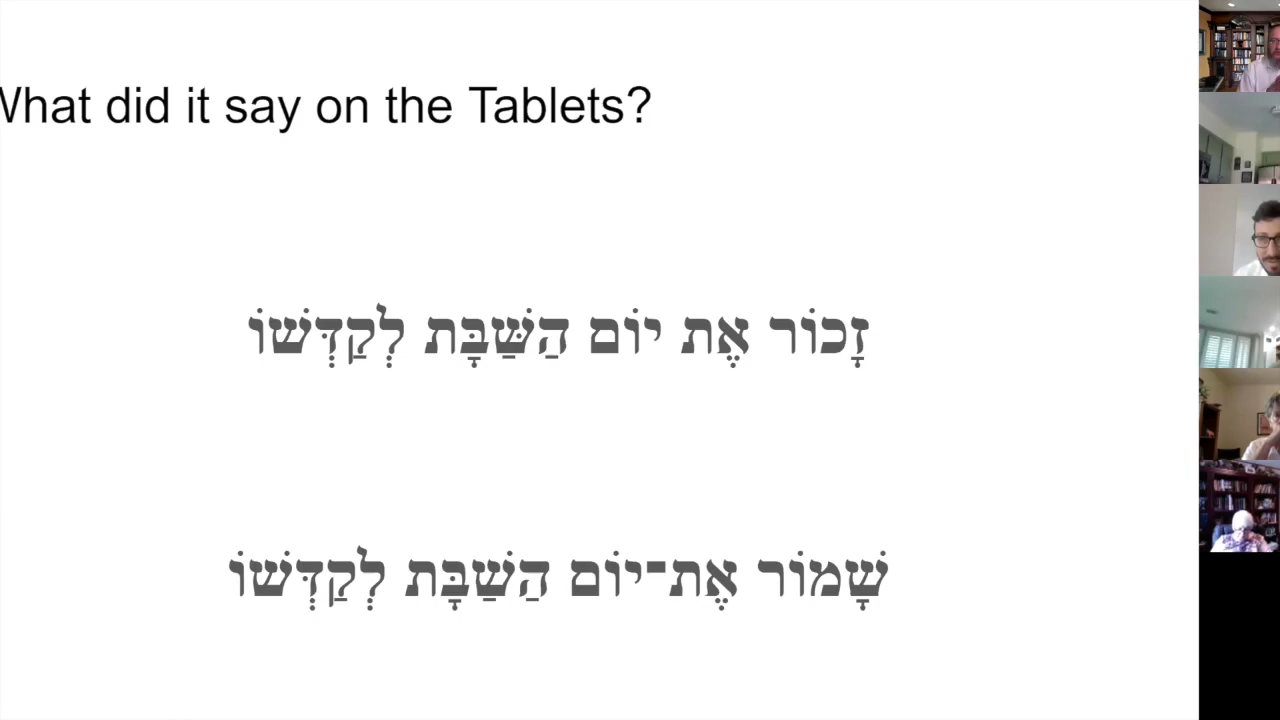 What did it say on the Tablets?
זָכוֹר אֶת יוֹם הַשַּׁבָּת לְקַדְּשׁוֹ
שָׁמוֹר אֶת־יוֹם הַשַׁבָּת לְקַדְּשׁוֹ